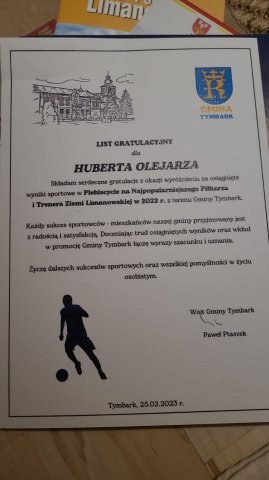 Liman
GMINA
TYMBARK
LIST GRATULACYJNY
dla
HUBERTA OLEJARZA
Składam serdeczne gratulacje z okazji wyróżnienia za osiągnięte
wyniki sportowe w Plebiscycie na Najpopularniejszego Piłkarza
i Trenera Ziemi Limanowskiej w 2022 r. z terenu Gminy Tymbark.
Każdy sukces sportowców - mieszkańców naszej gminy przyjmowany jest
z radością i satysfakcją. Doceniając trud osiągniętych wyników oraz wkład
w promocję Gminy Tymbark łączę wyrazy szacunku i uznania.
Życzę dalszych sukcesów sportowych oraz wszelkiej pomyślności w życiu
osobistym.
Wójt Gminy Tymbark
Paweł Ptaszek
Tymbark, 25.02.2023 r.